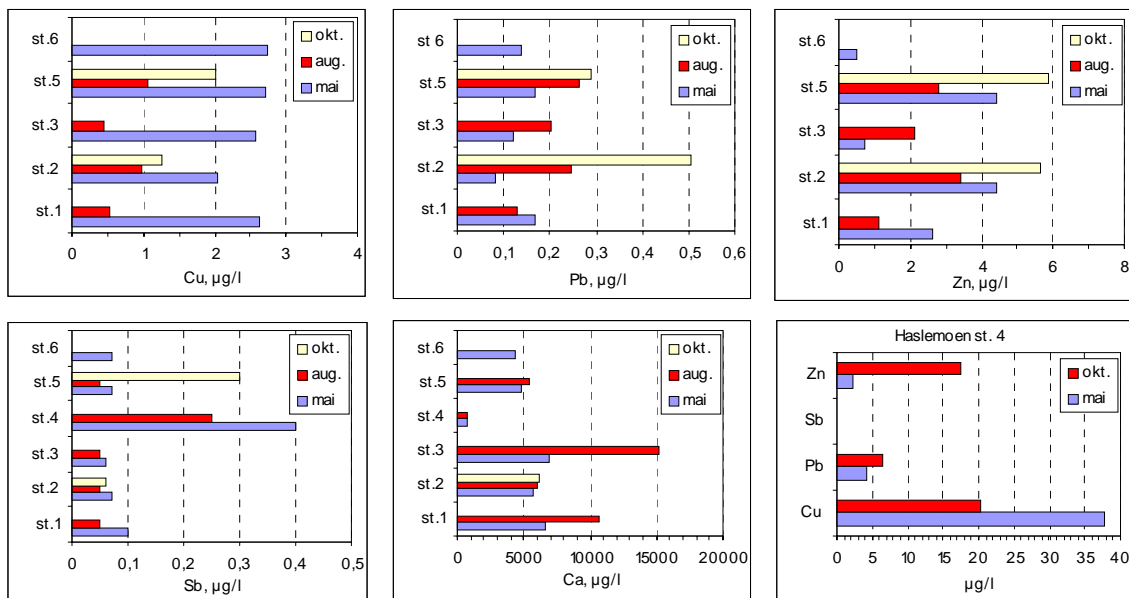 st.6
st.5
st.3
st.2
st.1
okt.
aug.
mai
0 1 2 3 4
Cu, µg/l
st 6
st.5
st.3
st.2
st.1
okt.
aug.
mai
0 0,1 0,2 0,3 0,4 0,5 0,6
Pb, µg/l
st.6
st.5
st.3
st.2
st.1
okt.
aug.
mai
0 2 4 6 8
Zn, µg/l
st.6
st.5
st.4
st.3
st.2
st.1
okt.
aug.
mai
0 0,1 0,2 0,3 0,4 0,5
Sb, µg/l
st.6
st.5
st.4
st.3
st.2
st.1
okt.
aug.
mai
0 5000 10000 15000 20000
Ca, µg/l
Haslemoen st. 4
Zn
Sb
Pb
Cu
okt.
mai
0 5 10 15 20 25 30 35 40
µg/l